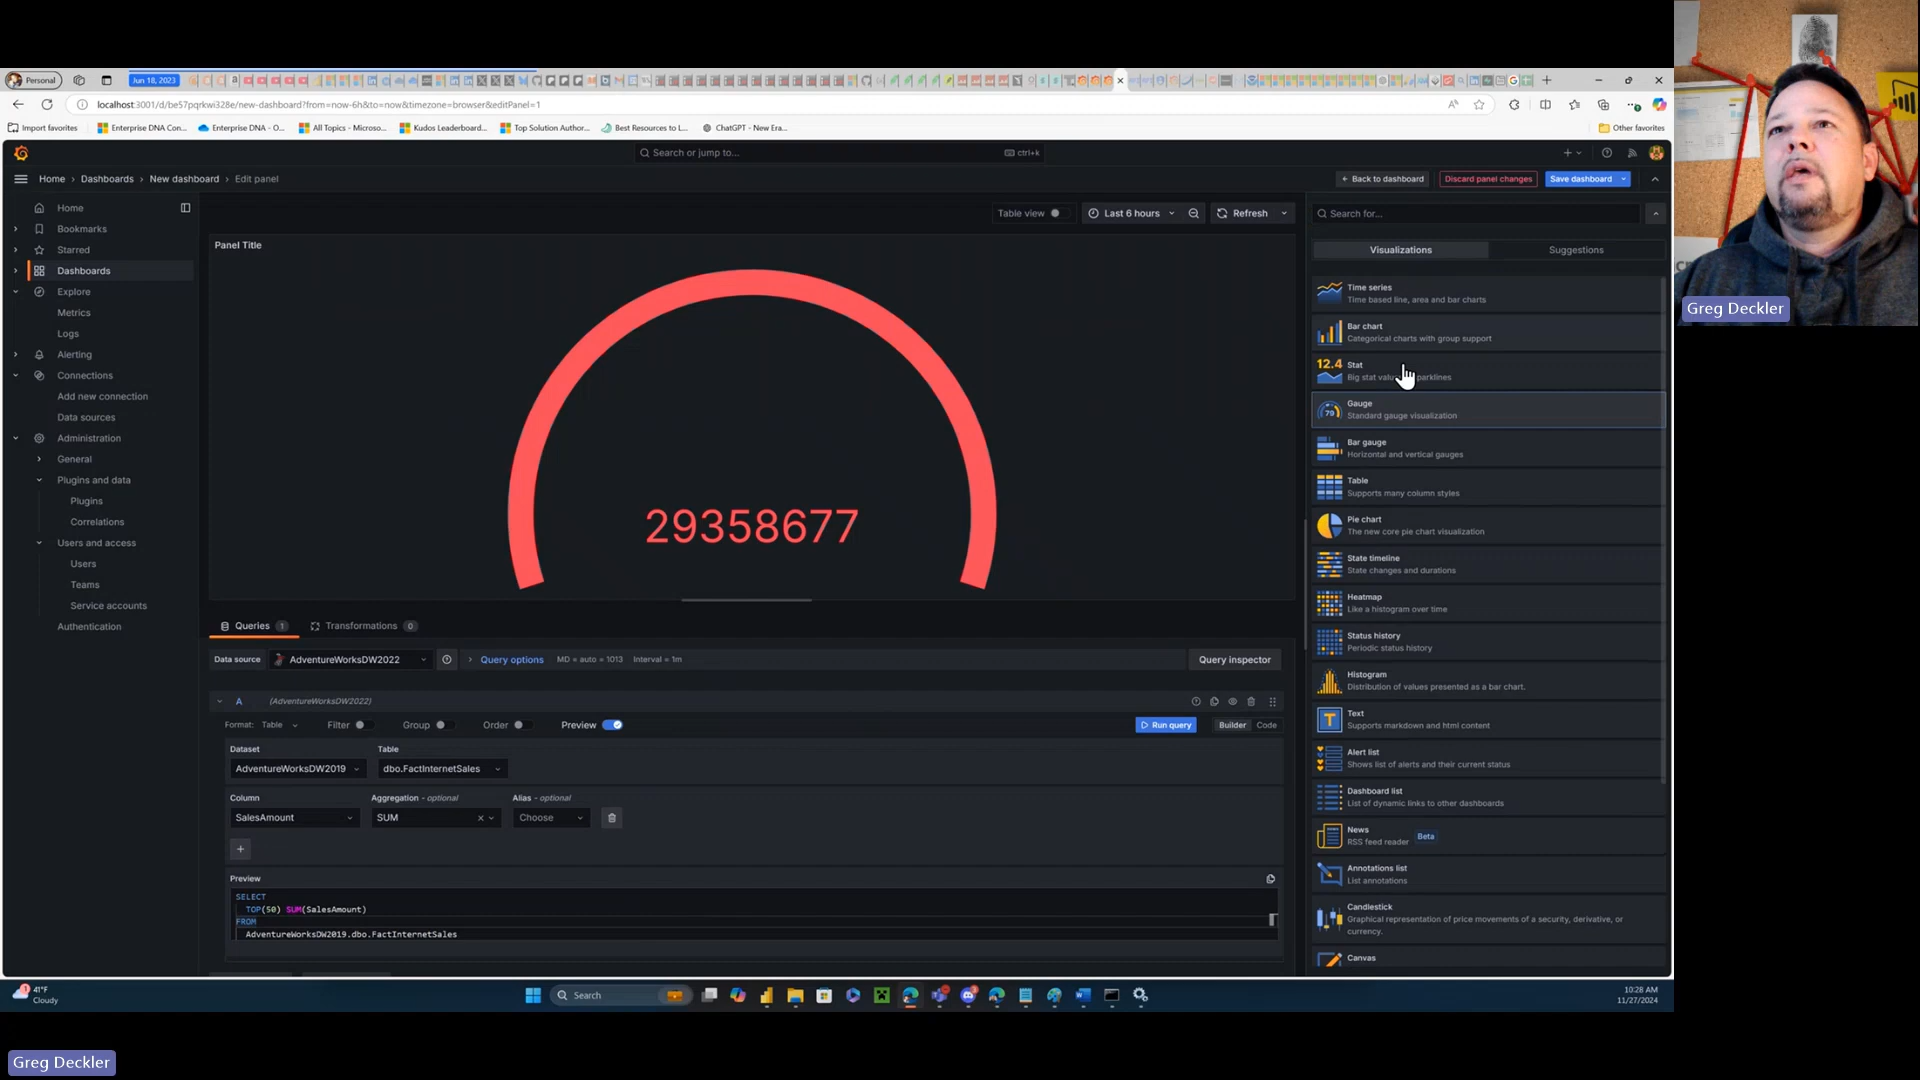 Personal
Jun 18, 2023
localhost:3001/d/be57pqrkwi328e/new-dashboard?from=now-6h&to=now&timezone=browser&editPanel=1
Import favorites
Enterprise DNA Con...
Enterprise DNA - O...
All Topics - Microso...
Kudos Leaderboard...
Top Solution Author...
Best Resources to L...
ChatGPT - New Era...
Other favorites
Search or jump to...
ctrl+k
Home › Dashboards › New dashboard › Edit panel
Back to dashboard
Discard panel changes
Save dashboard
Home
Bookmarks
Starred
Dashboards
Explore
Metrics
Logs
Alerting
Connections
Add new connection
Data sources
Administration
General
Plugins and data
Plugins
Correlations
Users and access
Users
Teams
Service accounts
Authentication
Table view
Last 6 hours
Refresh
Panel Title
29358677
Queries 1
Transformations 0
Data source
AdventureWorksDW2022
Query options
MD = auto = 1013
Interval = 1m
Query inspector
A
(AdventureWorksDW2022)
Format: Table
Filter
Group
Order
Preview
Run query
Builder
Code
Dataset
Table
AdventureWorksDW2019
dbo.FactInternetSales
Column
Aggregation - optional
Alias - optional
SalesAmount
SUM
Choose
Preview
SELECT
TOP(50) SUM(SalesAmount)
FROM
AdventureWorksDW2019.dbo.FactInternetSales
Search for...
Visualizations
Suggestions
Time series
Time based line, area and bar charts
Bar chart
Categorical charts with group support
12.4
Stat
Big stat
Gauge
79
Standard gauge visualization
Bar gauge
Horizontal and vertical gauges
Table
Supports many column styles
Pie chart
The new core pie chart visualization
State timeline
State changes and durations
Heatmap
Like a histogram over time
Status history
Periodic status history
Histogram
Distribution of values presented as a bar chart.
T
Text
Supports markdown and html content
Alert list
Shows list of alerts and their current status
Dashboard list
List of dynamic links to other dashboards
News
RSS feed reader
Beta
Annotations list
List annotations
Candlestick
Graphical representation of price movements of a security, derivative, or
currency.
Canvas
41°F
Cloudy
Search
10:28 AM
11/27/2024
Greg Deckler
Greg Deckler